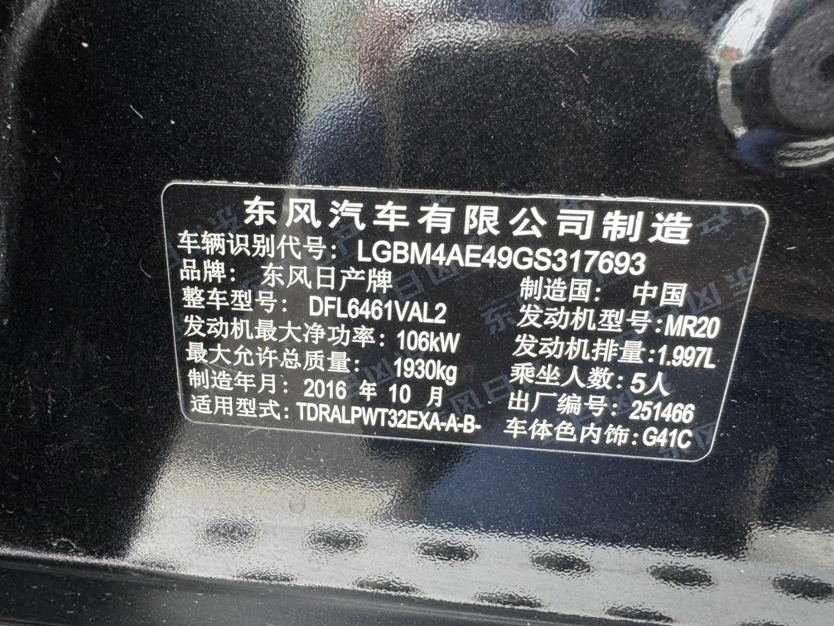 东风汽车有限公司制造
车辆识别代号: LGBM4AE49GS317693
品牌: 东风日产牌 制造国: 中国
整车型号: DFL6461VAL2 发动机型号:MR20
发动机最大净功率: 106kW 发动机排量:1.997L
最大允许总质量: 1930kg 乘坐人数:5人
制造年月: 2016 年 10 月 出厂编号: 251466
适用型式: TDRALPWT32EXA-A-B- 车体色内饰:G41C